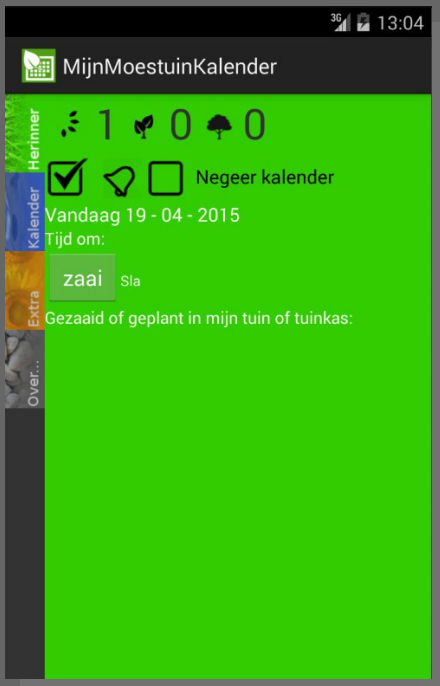 3G 13:04
MijnMoestuinKalender
1 0 0
Negeer kalender
Vandaag 19 - 04 - 2015
Tijd om:
zaai Sla
Gezaaid of geplant in mijn tuin of tuinkas:
Herinner
Kalender
Extra
Over...